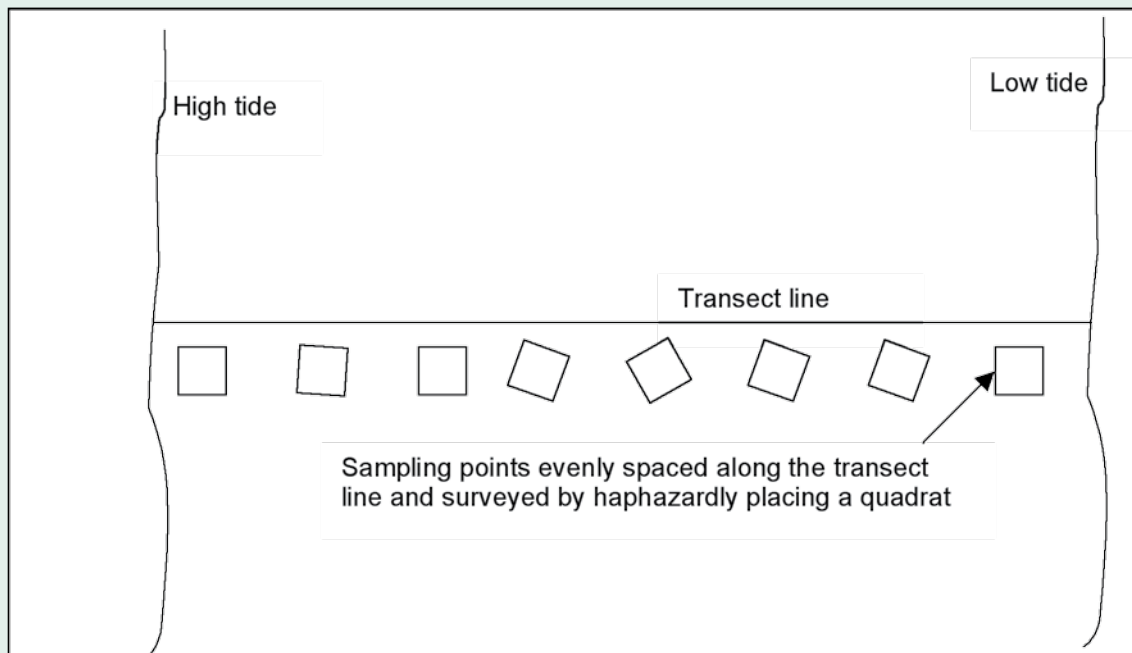 High tide
Low tide
Transect line
Sampling points evenly spaced along the transect
line and surveyed by haphazardly placing a quadrat